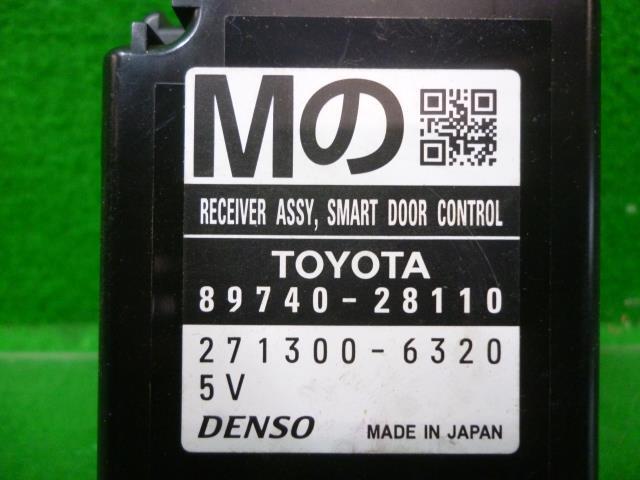 Mの
RECEIVER ASSY, SMART DOOR CONTROL
TOYOTA
89740-28110
271300-6320
5V
DENSO MADE IN JAPAN